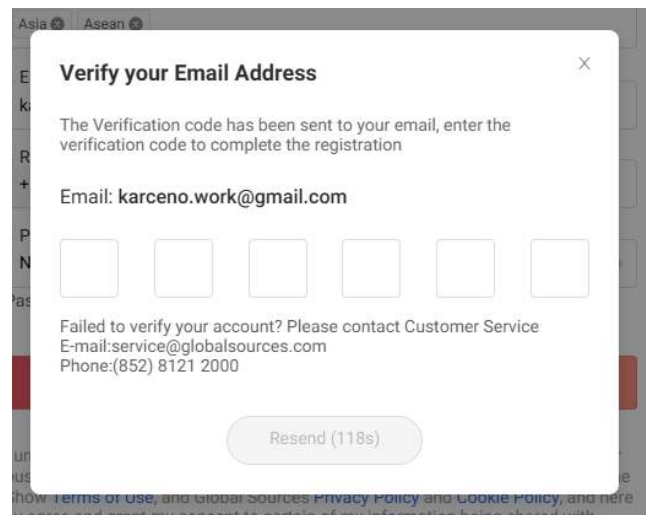 Asia
Asean
Verify your Email Address
The Verification code has been sent to your email, enter the
verification code to complete the registration
Email: karceno.work@gmail.com
Failed to verify your account? Please contact Customer Service
E-mail:service@globalsources.com
Phone:(852) 8121 2000
Resend (118s)
Terms of Use, and Global Sources Privacy Policy and Cookie Policy, and here